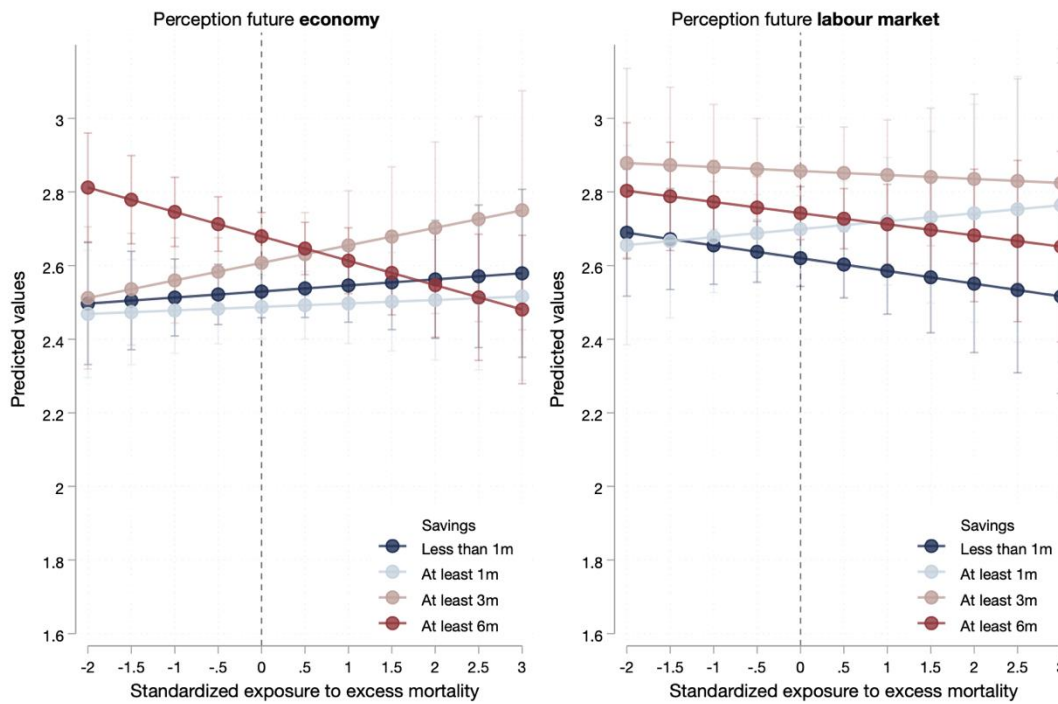 Perception future economy
Predicted values
3
2.8
2.6
2.4
2.2
2
1.8
1.6
Savings
Less than 1m
At least 1m
At least 3m
At least 6m
-2 -1.5 -1 -.5 0 .5 1 1.5 2 2.5 3
Standardized exposure to excess mortality
Perception future labour market
Predicted values
3
2.8
2.6
2.4
2.2
2
1.8
1.6
Savings
Less than 1m
At least 1m
At least 3m
At least 6m
-2 -1.5 -1 -.5 0 .5 1 1.5 2 2.5
Standardized exposure to excess mortality